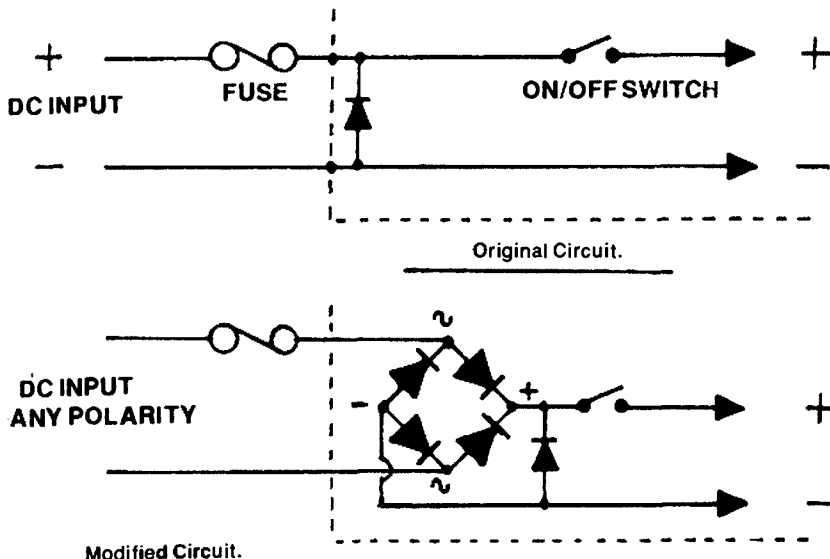 + +
DC INPUT FUSE ON/OFF SWITCH
− −
Original Circuit.
~
DC INPUT
ANY POLARITY
− + +
~
−
Modified Circuit.